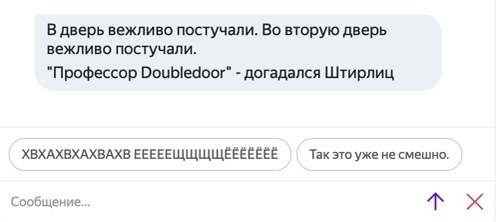 В дверь вежливо постучали. Во вторую дверь
вежливо постучали.
"Профессор Doubledoor" - догадался Штирлиц
ХВХАХВХАХВАХВ ЕЕЕЕЕЩЩЩЩЁЁЁЁЁЁЁ
Так это уже не смешно.
Сообщение...